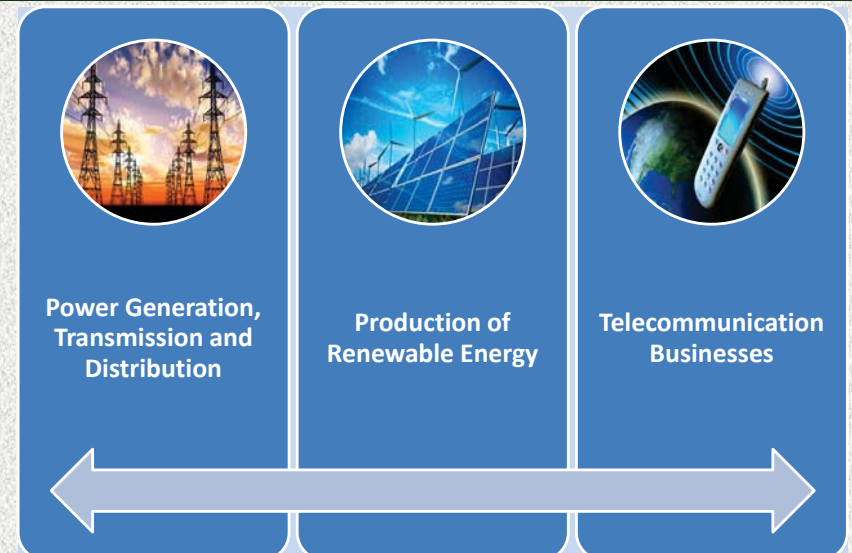 Power Generation,
Transmission and
Distribution
Production of
Renewable Energy
Telecommunication
Businesses